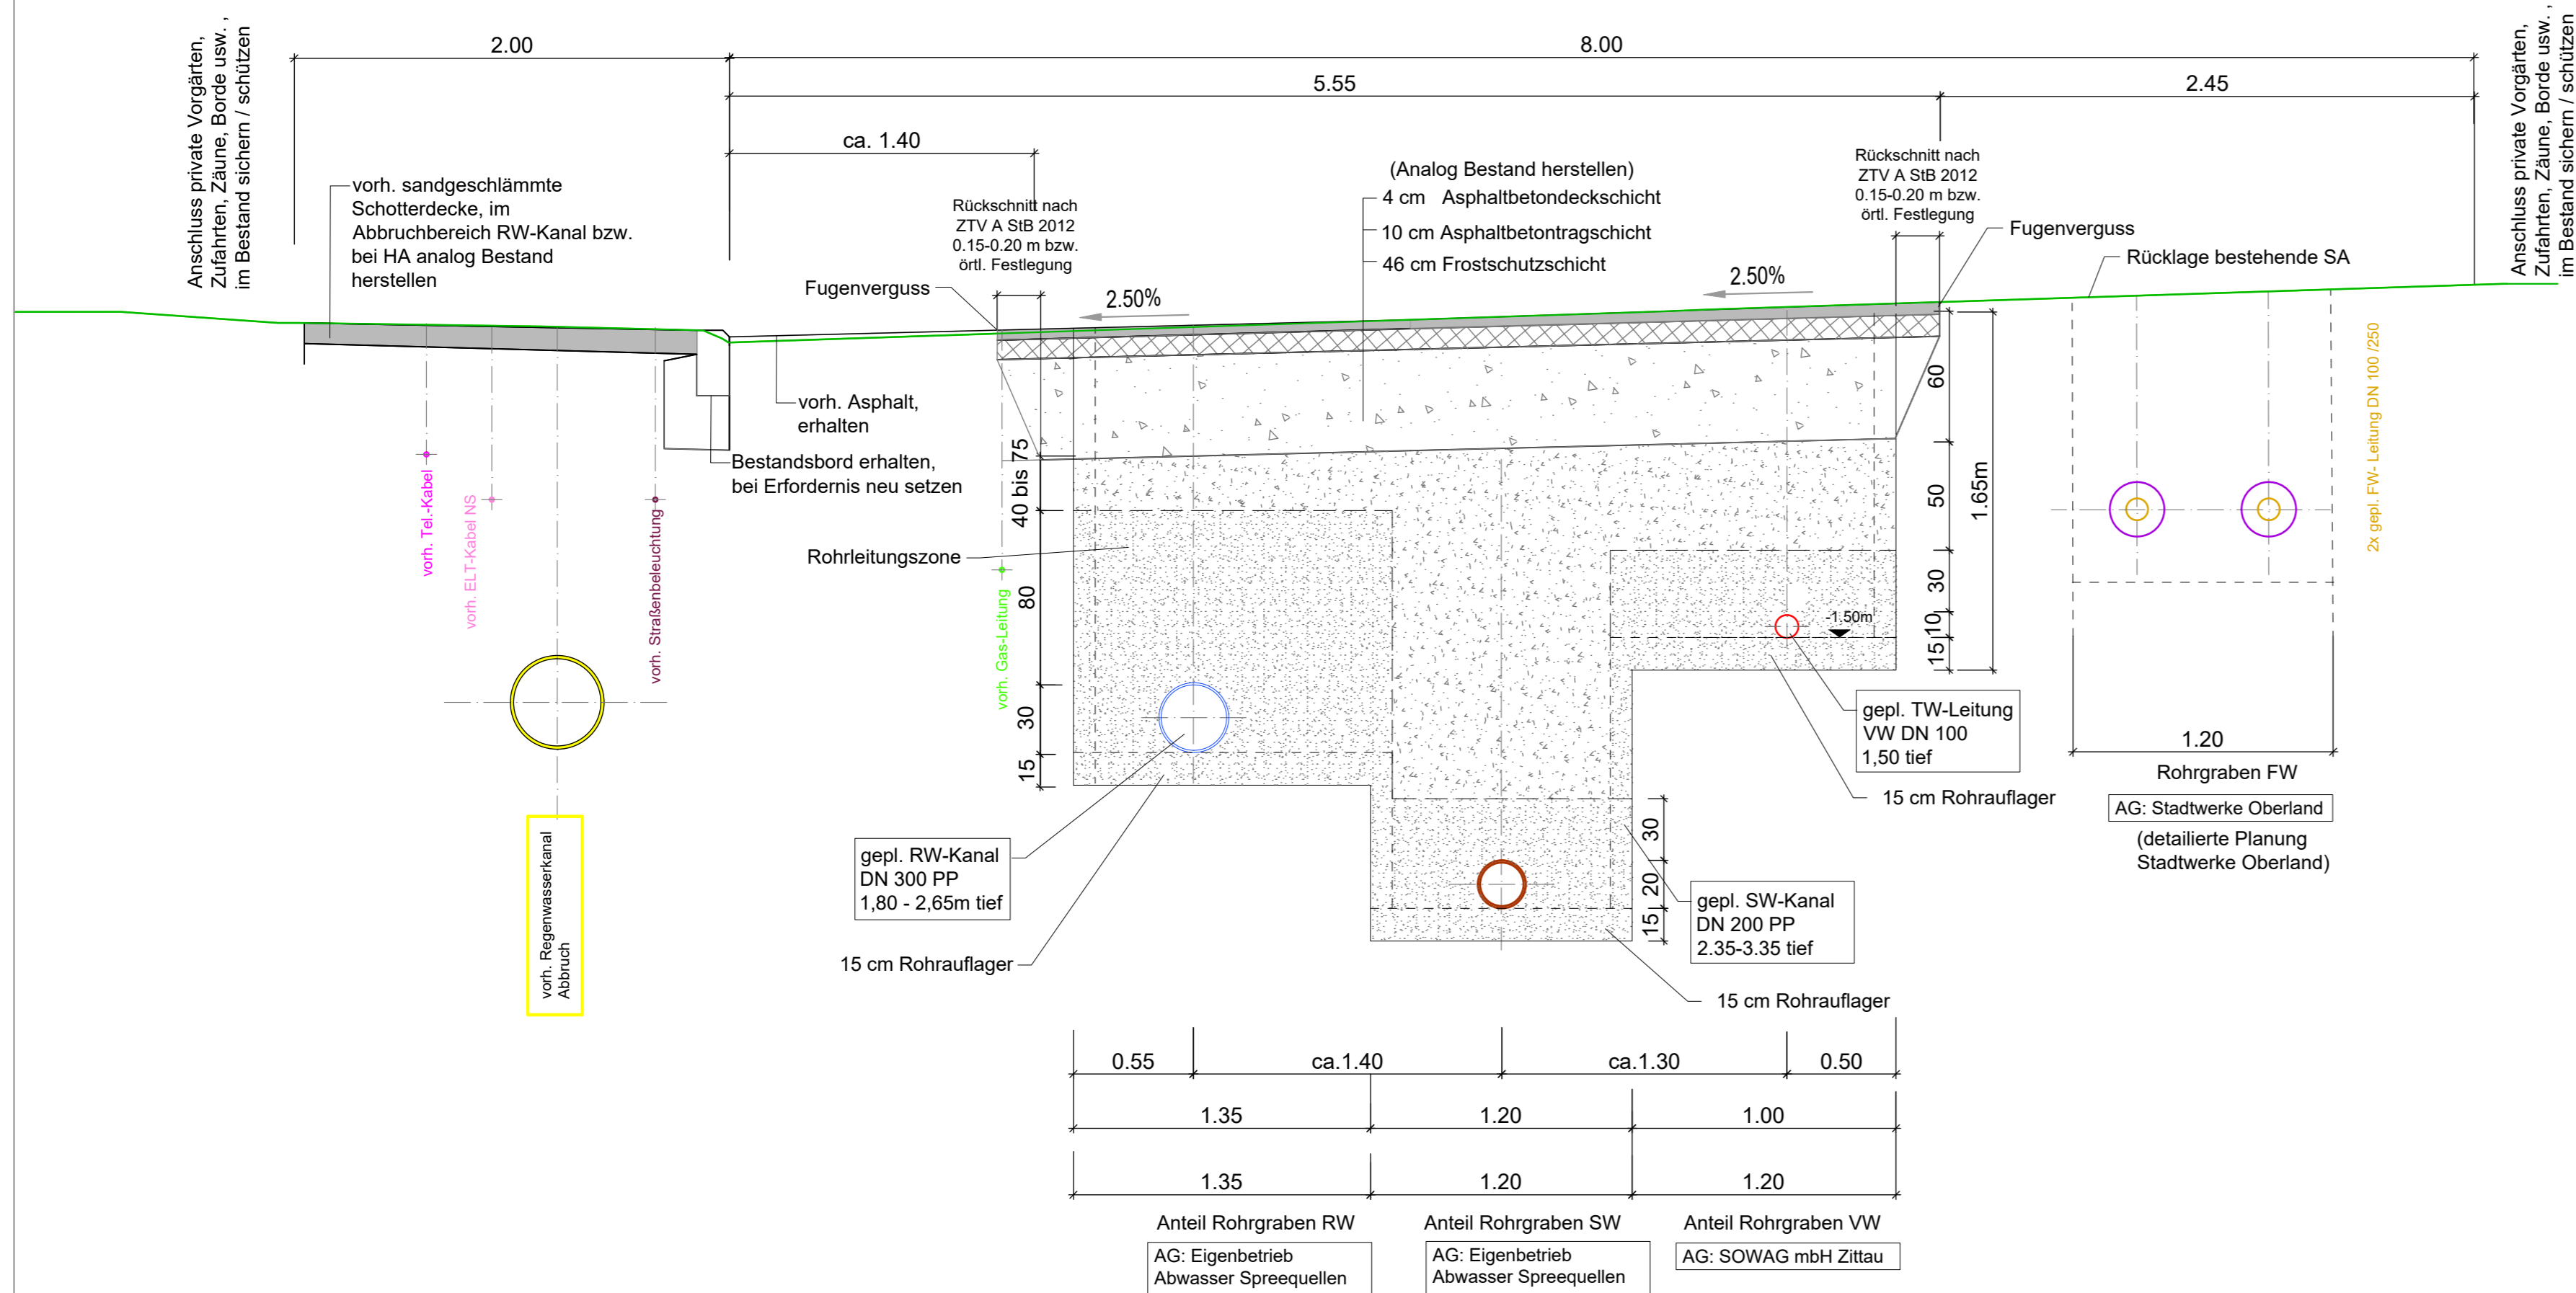 Anschluss private Vorgärten,
Zufahrten, Zäune, Borde usw. ,
im Bestand sichern / schützen
2.00
8.00
5.55
2.45
ca. 1.40
Anschluss private Vorgärten,
Zufahrten, Zäune, Borde usw. ,
im Bestand sichern / schützen
vorh. sandgeschlämmte
Schotterdecke, im
Abbruchbereich RW-Kanal bzw.
bei HA analog Bestand
herstellen
Rückschnitt nach
ZTV A StB 2012
0.15-0.20 m bzw.
örtl. Festlegung
Fugenverguss
(Analog Bestand herstellen)
4 cm Asphaltbetondeckschicht
10 cm Asphaltbetontragschicht
46 cm Frostschutzschicht
Rückschnitt nach
ZTV A StB 2012
0.15-0.20 m bzw.
örtl. Festlegung
Fugenverguss
Rücklage bestehende SA
2.50%
2.50%
vorh. Asphalt,
erhalten
Bestandsbord erhalten,
bei Erfordernis neu setzen
Rohrleitungszone
vorh. Tel.-Kabel
vorh. ELT-Kabel NS
vorh. Straßenbeleuchtung
vorh. Gas-Leitung
40 bis 75
80
30
15
60
50
30
10
15
1.65m
-1.50m
2x gepl. FW- Leitung DN 100 /250
vorh. Regenwasserkanal
Abbruch
gepl. RW-Kanal
DN 300 PP
1,80 - 2,65m tief
15 cm Rohrauflager
30
20
15
gepl. TW-Leitung
VW DN 100
1,50 tief
15 cm Rohrauflager
gepl. SW-Kanal
DN 200 PP
2.35-3.35 tief
15 cm Rohrauflager
1.20
Rohrgraben FW
AG: Stadtwerke Oberland
(detailierte Planung
Stadtwerke Oberland)
0.55
ca.1.40
ca.1.30
0.50
1.35
1.20
1.00
1.35
1.20
1.20
Anteil Rohrgraben RW
AG: Eigenbetrieb
Abwasser Spreequellen
Anteil Rohrgraben SW
AG: Eigenbetrieb
Abwasser Spreequellen
Anteil Rohrgraben VW
AG: SOWAG mbH Zittau